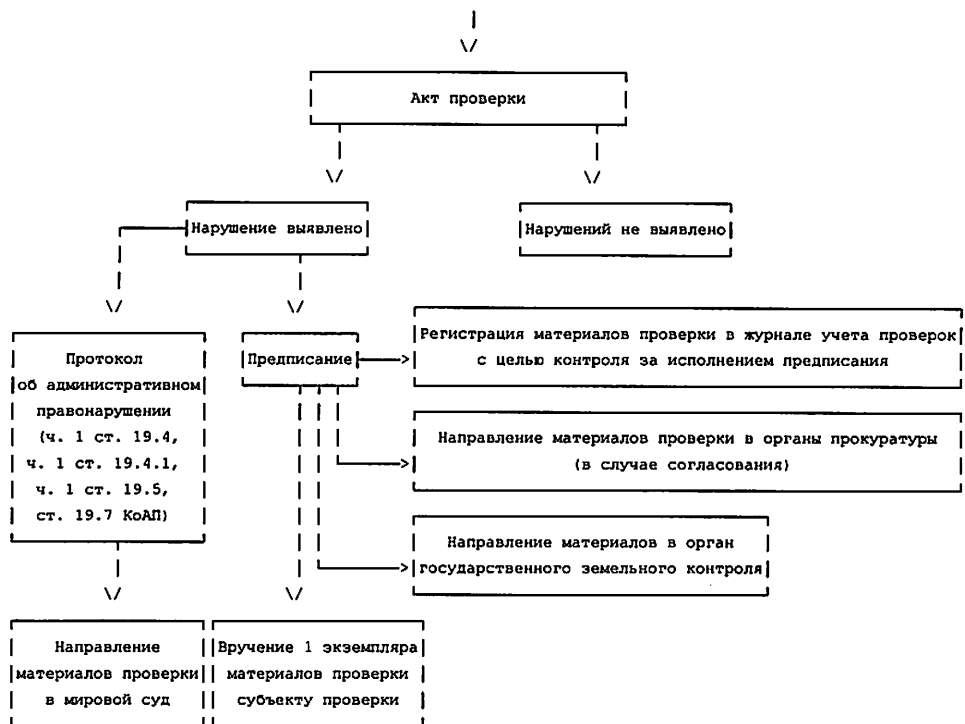 Акт проверки
Нарушение выявлено
Нарушений не выявлено
Протокол
об административном
правонарушении
(ч. 1 ст. 19.4,
ч. 1 ст. 19.4.1,
ч. 1 ст. 19.5,
ст. 19.7 КоАП)
Предписание
Регистрация материалов проверки в журнале учета проверок
с целью контроля за исполнением предписания
Направление материалов проверки в органы прокуратуры
(в случае согласования)
Направление материалов в орган
государственного земельного контроля
Направление
материалов проверки
в мировой суд
Вручение 1 экземпляра
материалов проверки
субъекту проверки